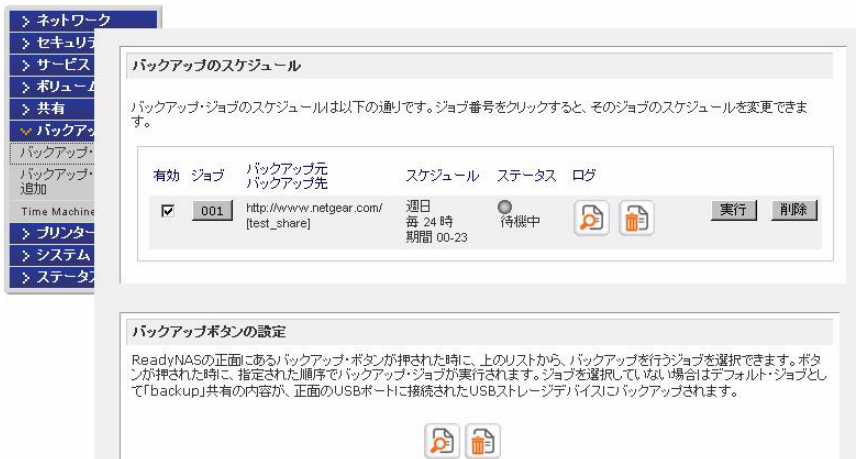 ネットワーク
セキュリテ
サービス
ボリューム
共有
バックアッ
バックアップ・
バックアップ・
追加
Time Machine
プリンター
システム
ステータス
バックアップのスケジュール
バックアップ・ジョブのスケジュールは以下の通りです。ジョブ番号をクリックすると、そのジョブのスケジュールを変更できま
す。
有効 ジョブ バックアップ元 スケジュール ステータス ログ
バックアップ先
001 http://www.netgear.com/ 週日 待機中 実行 削除
[test_share] 毎 24 時
期間 00-23
バックアップボタンの設定
ReadyNASの正面にあるバックアップ・ボタンが押された時に、上のリストから、バックアップを行うジョブを選択できます。ボタ
ンが押された時に、指定された順序でバックアップ・ジョブが実行されます。ジョブを選択していない場合はデフォルト・ジョブとし
て「backup」共有の内容が、正面のUSBポートに接続されたUSBストレージデバイスにバックアップされます。